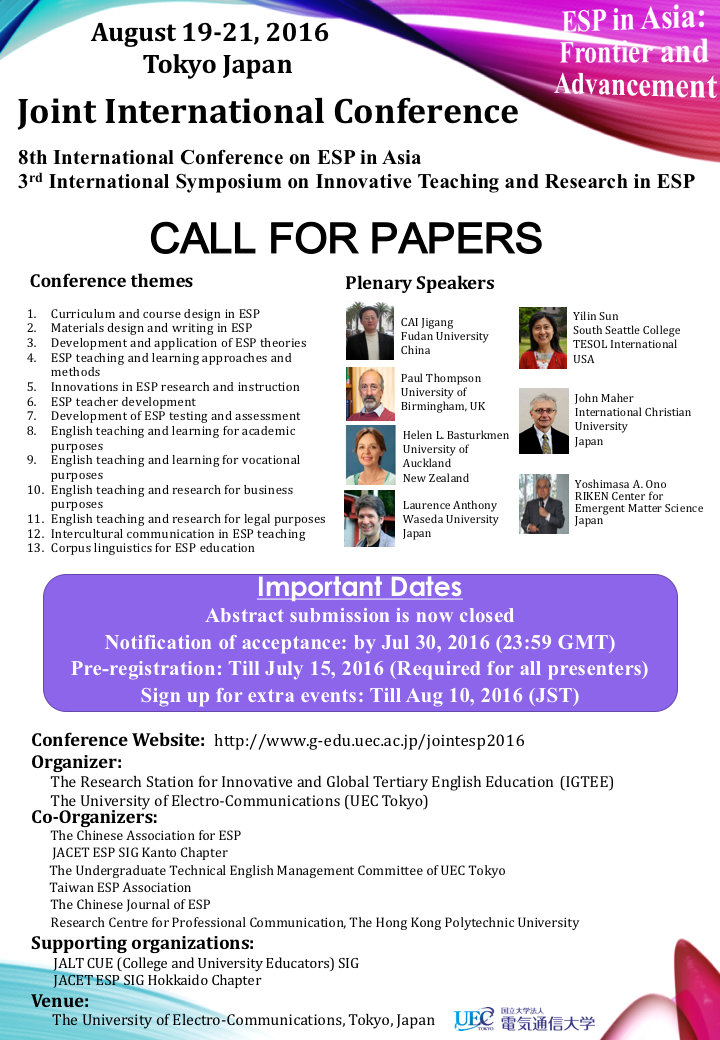 August 19-21, 2016
Tokyo Japan
ESP in Asia:
Frontier and
Advancement
Joint International Conference
8th International Conference on ESP in Asia
3rd International Symposium on Innovative Teaching and Research in ESP
CALL FOR PAPERS
Conference themes
1. Curriculum and course design in ESP
2. Materials design and writing in ESP
3. Development and application of ESP theories
4. ESP teaching and learning approaches and
methods
5. Innovations in ESP research and instruction
6. ESP teacher development
7. Development of ESP testing and assessment
8. English teaching and learning for academic
purposes
9. English teaching and learning for vocational
purposes
10. English teaching and research for business
purposes
11. English teaching and research for legal purposes
12. Intercultural communication in ESP teaching
13. Corpus linguistics for ESP education
Plenary Speakers
CAI Jigang
Fudan University
China
Paul Thompson
University of
Birmingham, UK
Helen L. Basturkmen
University of
Auckland
New Zealand
Laurence Anthony
Waseda University
Japan
Yilin Sun
South Seattle College
TESOL International
USA
John Maher
International Christian
University
Japan
Yoshimasa A. Ono
RIKEN Center for
Emergent Matter Science
Japan
Important Dates
Abstract submission is now closed
Notification of acceptance: by Jul 30, 2016 (23:59 GMT)
Pre-registration: Till July 15, 2016 (Required for all presenters)
Sign up for extra events: Till Aug 10, 2016 (JST)
Conference Website: http://www.g-edu.uec.ac.jp/jointesp2016
Organizer:
The Research Station for Innovative and Global Tertiary English Education (IGTEE)
The University of Electro-Communications (UEC Tokyo)
Co-Organizers:
The Chinese Association for ESP
JACET ESP SIG Kanto Chapter
The Undergraduate Technical English Management Committee of UEC Tokyo
Taiwan ESP Association
The Chinese Journal of ESP
Research Centre for Professional Communication, The Hong Kong Polytechnic University
Supporting organizations:
JALT CUE (College and University Educators) SIG
JACET ESP SIG Hokkaido Chapter
Venue:
The University of Electro-Communications, Tokyo, Japan
UEC
TOKYO
国立大学法人
電気通信大学